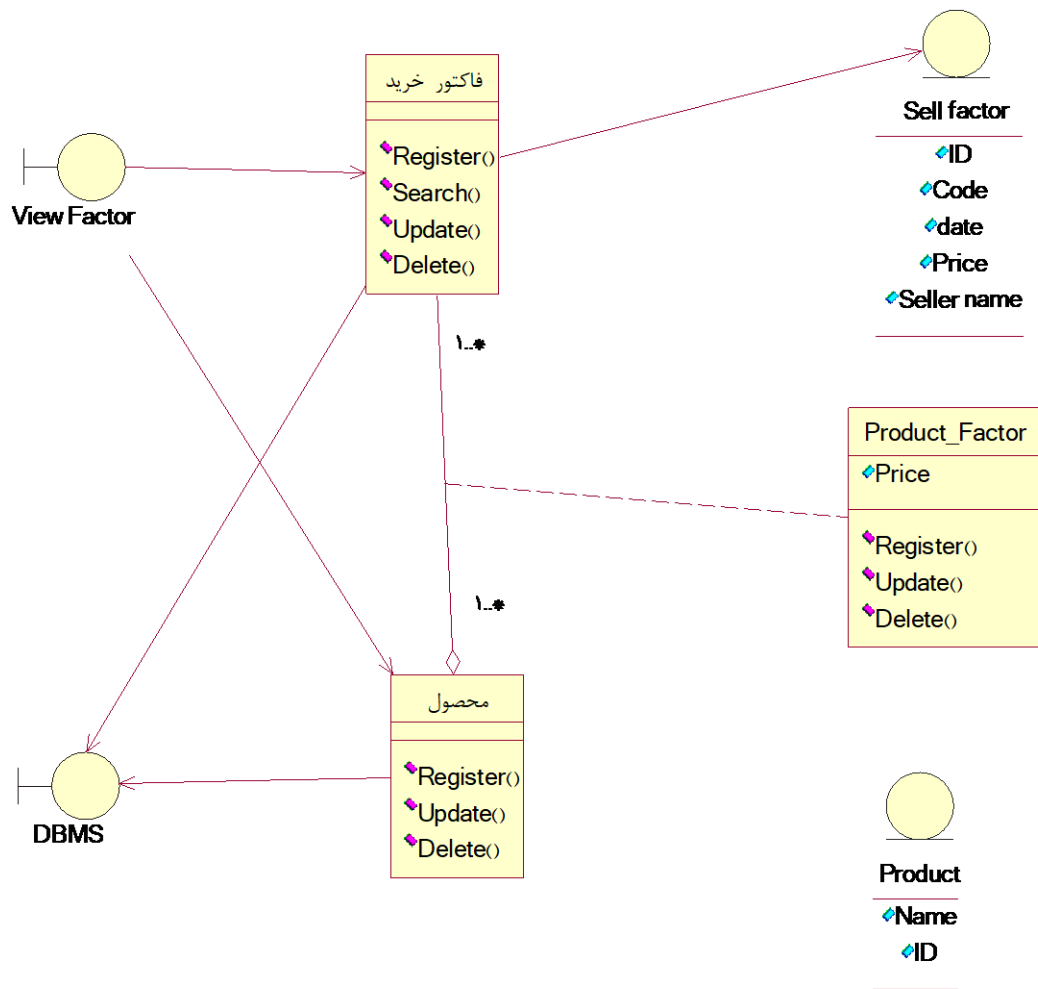 فاکتور خرید
Register()
Search()
Update()
Delete()
Sell factor
ID
Code
date
Price
Seller name
View Factor
۱..*
Product_Factor
Price
Register()
Update()
Delete()
۱..*
محصول
Register()
Update()
Delete()
DBMS
Product
Name
ID